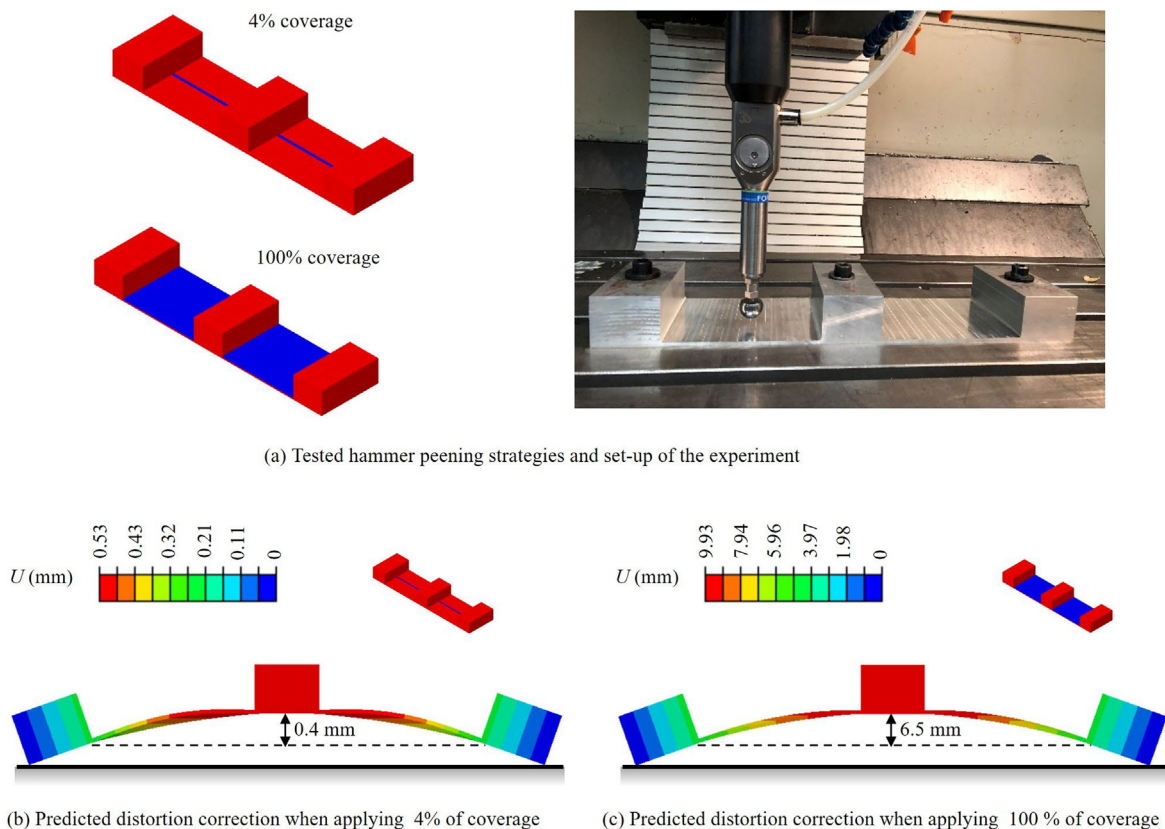 4% coverage
100% coverage
FO
(a) Tested hammer peening strategies and set-up of the experiment
0.53
0.43
0.32
0.21
0.11
0
U (mm)
9.93
7.94
5.96
3.97
1.98
0
U (mm)
0.4 mm
6.5 mm
(b) Predicted distortion correction when applying 4% of coverage
(c) Predicted distortion correction when applying 100 % of coverage